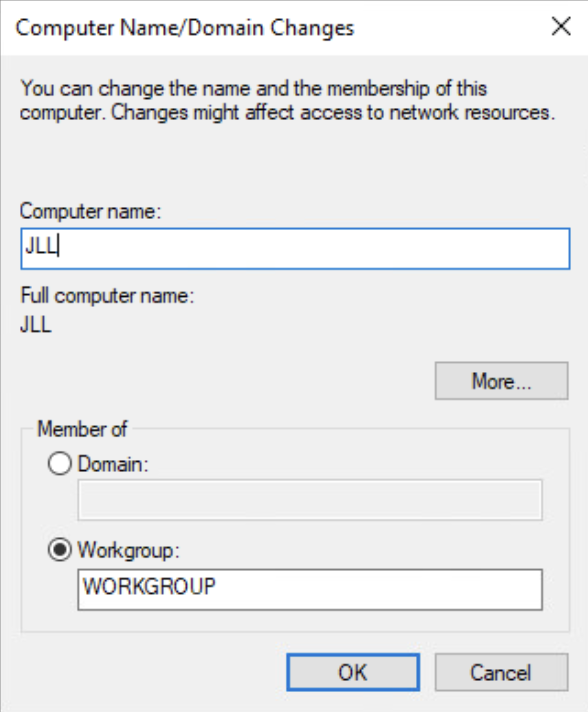 Computer Name/Domain Changes
You can change the name and the membership of this
computer. Changes might affect access to network resources.
Computer name:
JLL
Full computer name:
JLL
More...
Member of
Domain:
Workgroup:
WORKGROUP
OK
Cancel